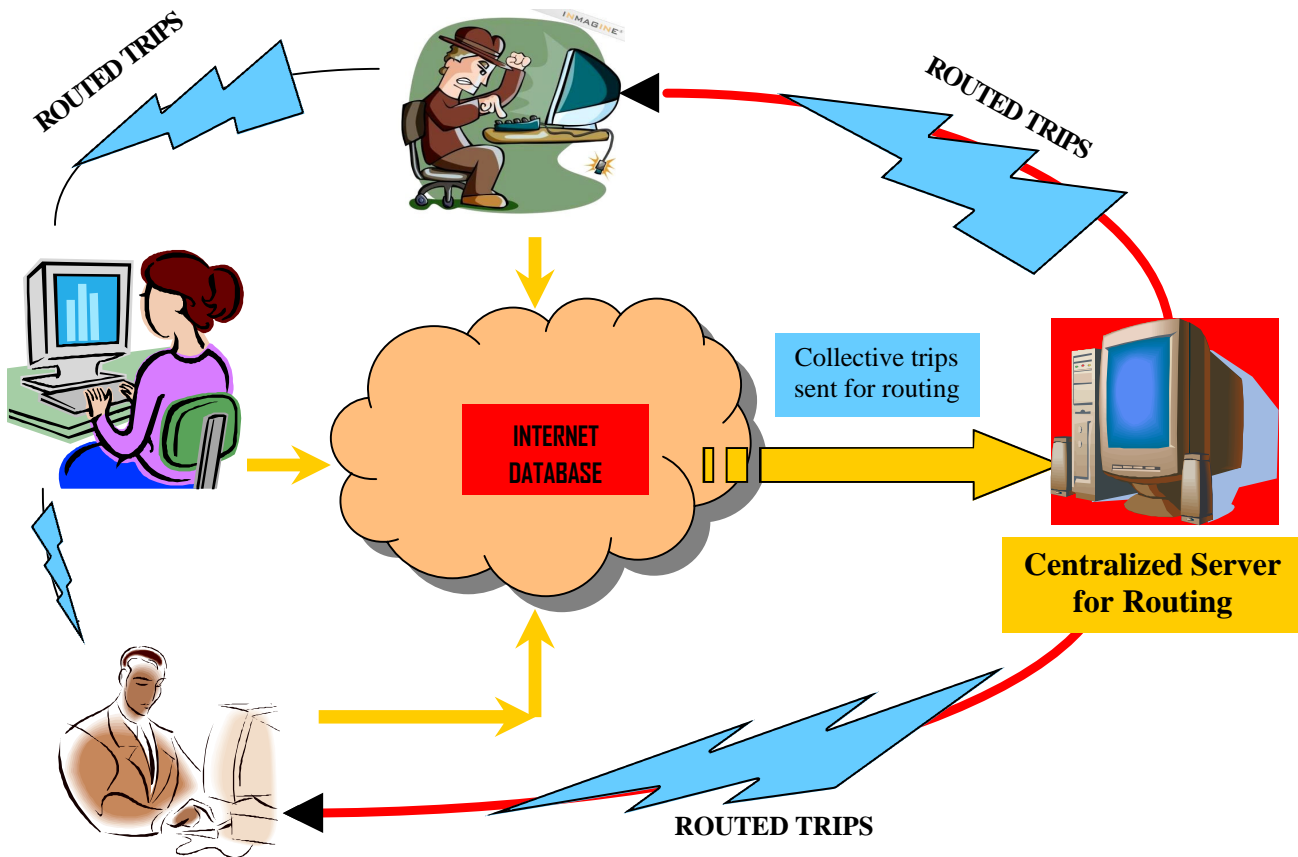 INMAGINE®
ROUTED TRIPS
ROUTED TRIPS
Collective trips
sent for routing
INTERNET
DATABASE
Centralized Server
for Routing
ROUTED TRIPS